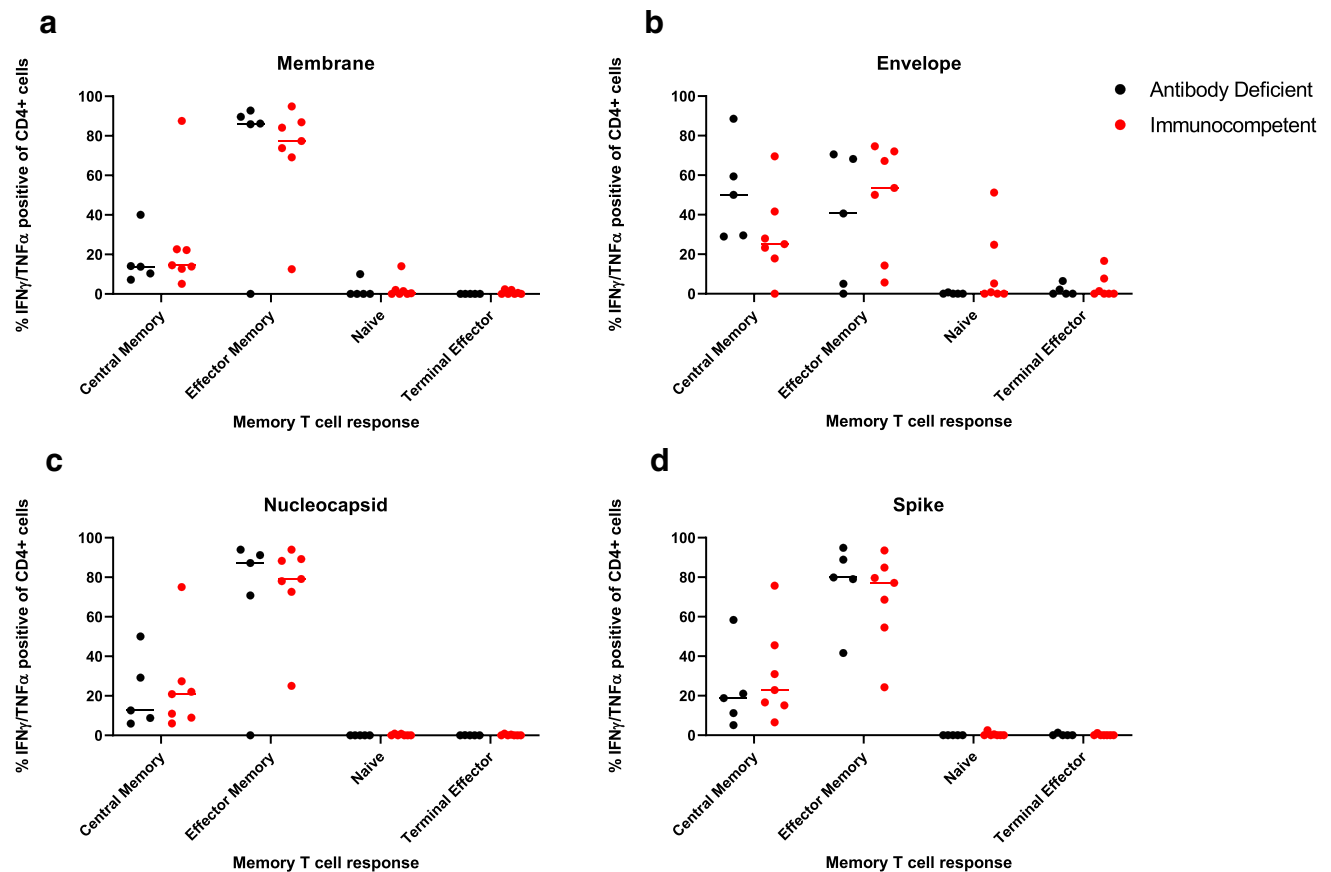 a
Membrane
% IFNγ/TNFα positive of CD4+ cells
100
80
60
40
20
0
Central Memory
Effector Memory
Naive
Terminal Effector
Memory T cell response
b
Envelope
% IFNγ/TNFα positive of CD4+ cells
100
80
60
40
20
0
Central Memory
Effector Memory
Naive
Terminal Effector
Memory T cell response
Antibody Deficient
Immunocompetent
c
Nucleocapsid
% IFNγ/TNFα positive of CD4+ cells
100
80
60
40
20
0
Central Memory
Effector Memory
Naive
Terminal Effector
Memory T cell response
d
Spike
% IFNγ/TNFα positive of CD4+ cells
100
80
60
40
20
0
Central Memory
Effector Memory
Naive
Terminal Effector
Memory T cell response